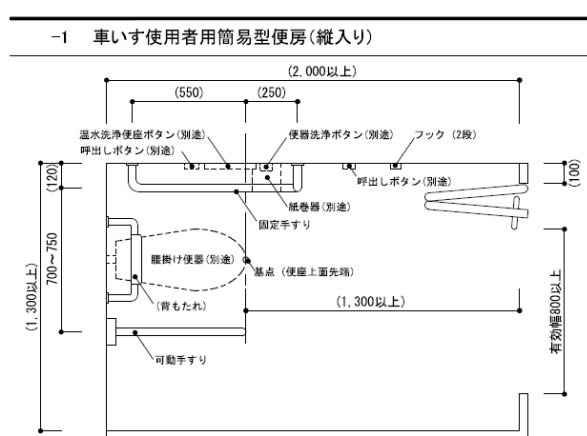 -1 車いす使用者用簡易型便房(縦入り)
(2,000以上)
(550)
(250)
温水洗浄便座ボタン(別途)
便器洗浄ボタン(別途)
フック (2段)
呼出しボタン(別途)
(120)
(100)
呼出しボタン(別途)
紙巻器(別途)
固定手すり
700~750
(1,300以上)
腰掛け便器(別途)
基点 (便座上面先端)
(背もたれ)
(1,300以上)
有効幅800以上
可動手すり